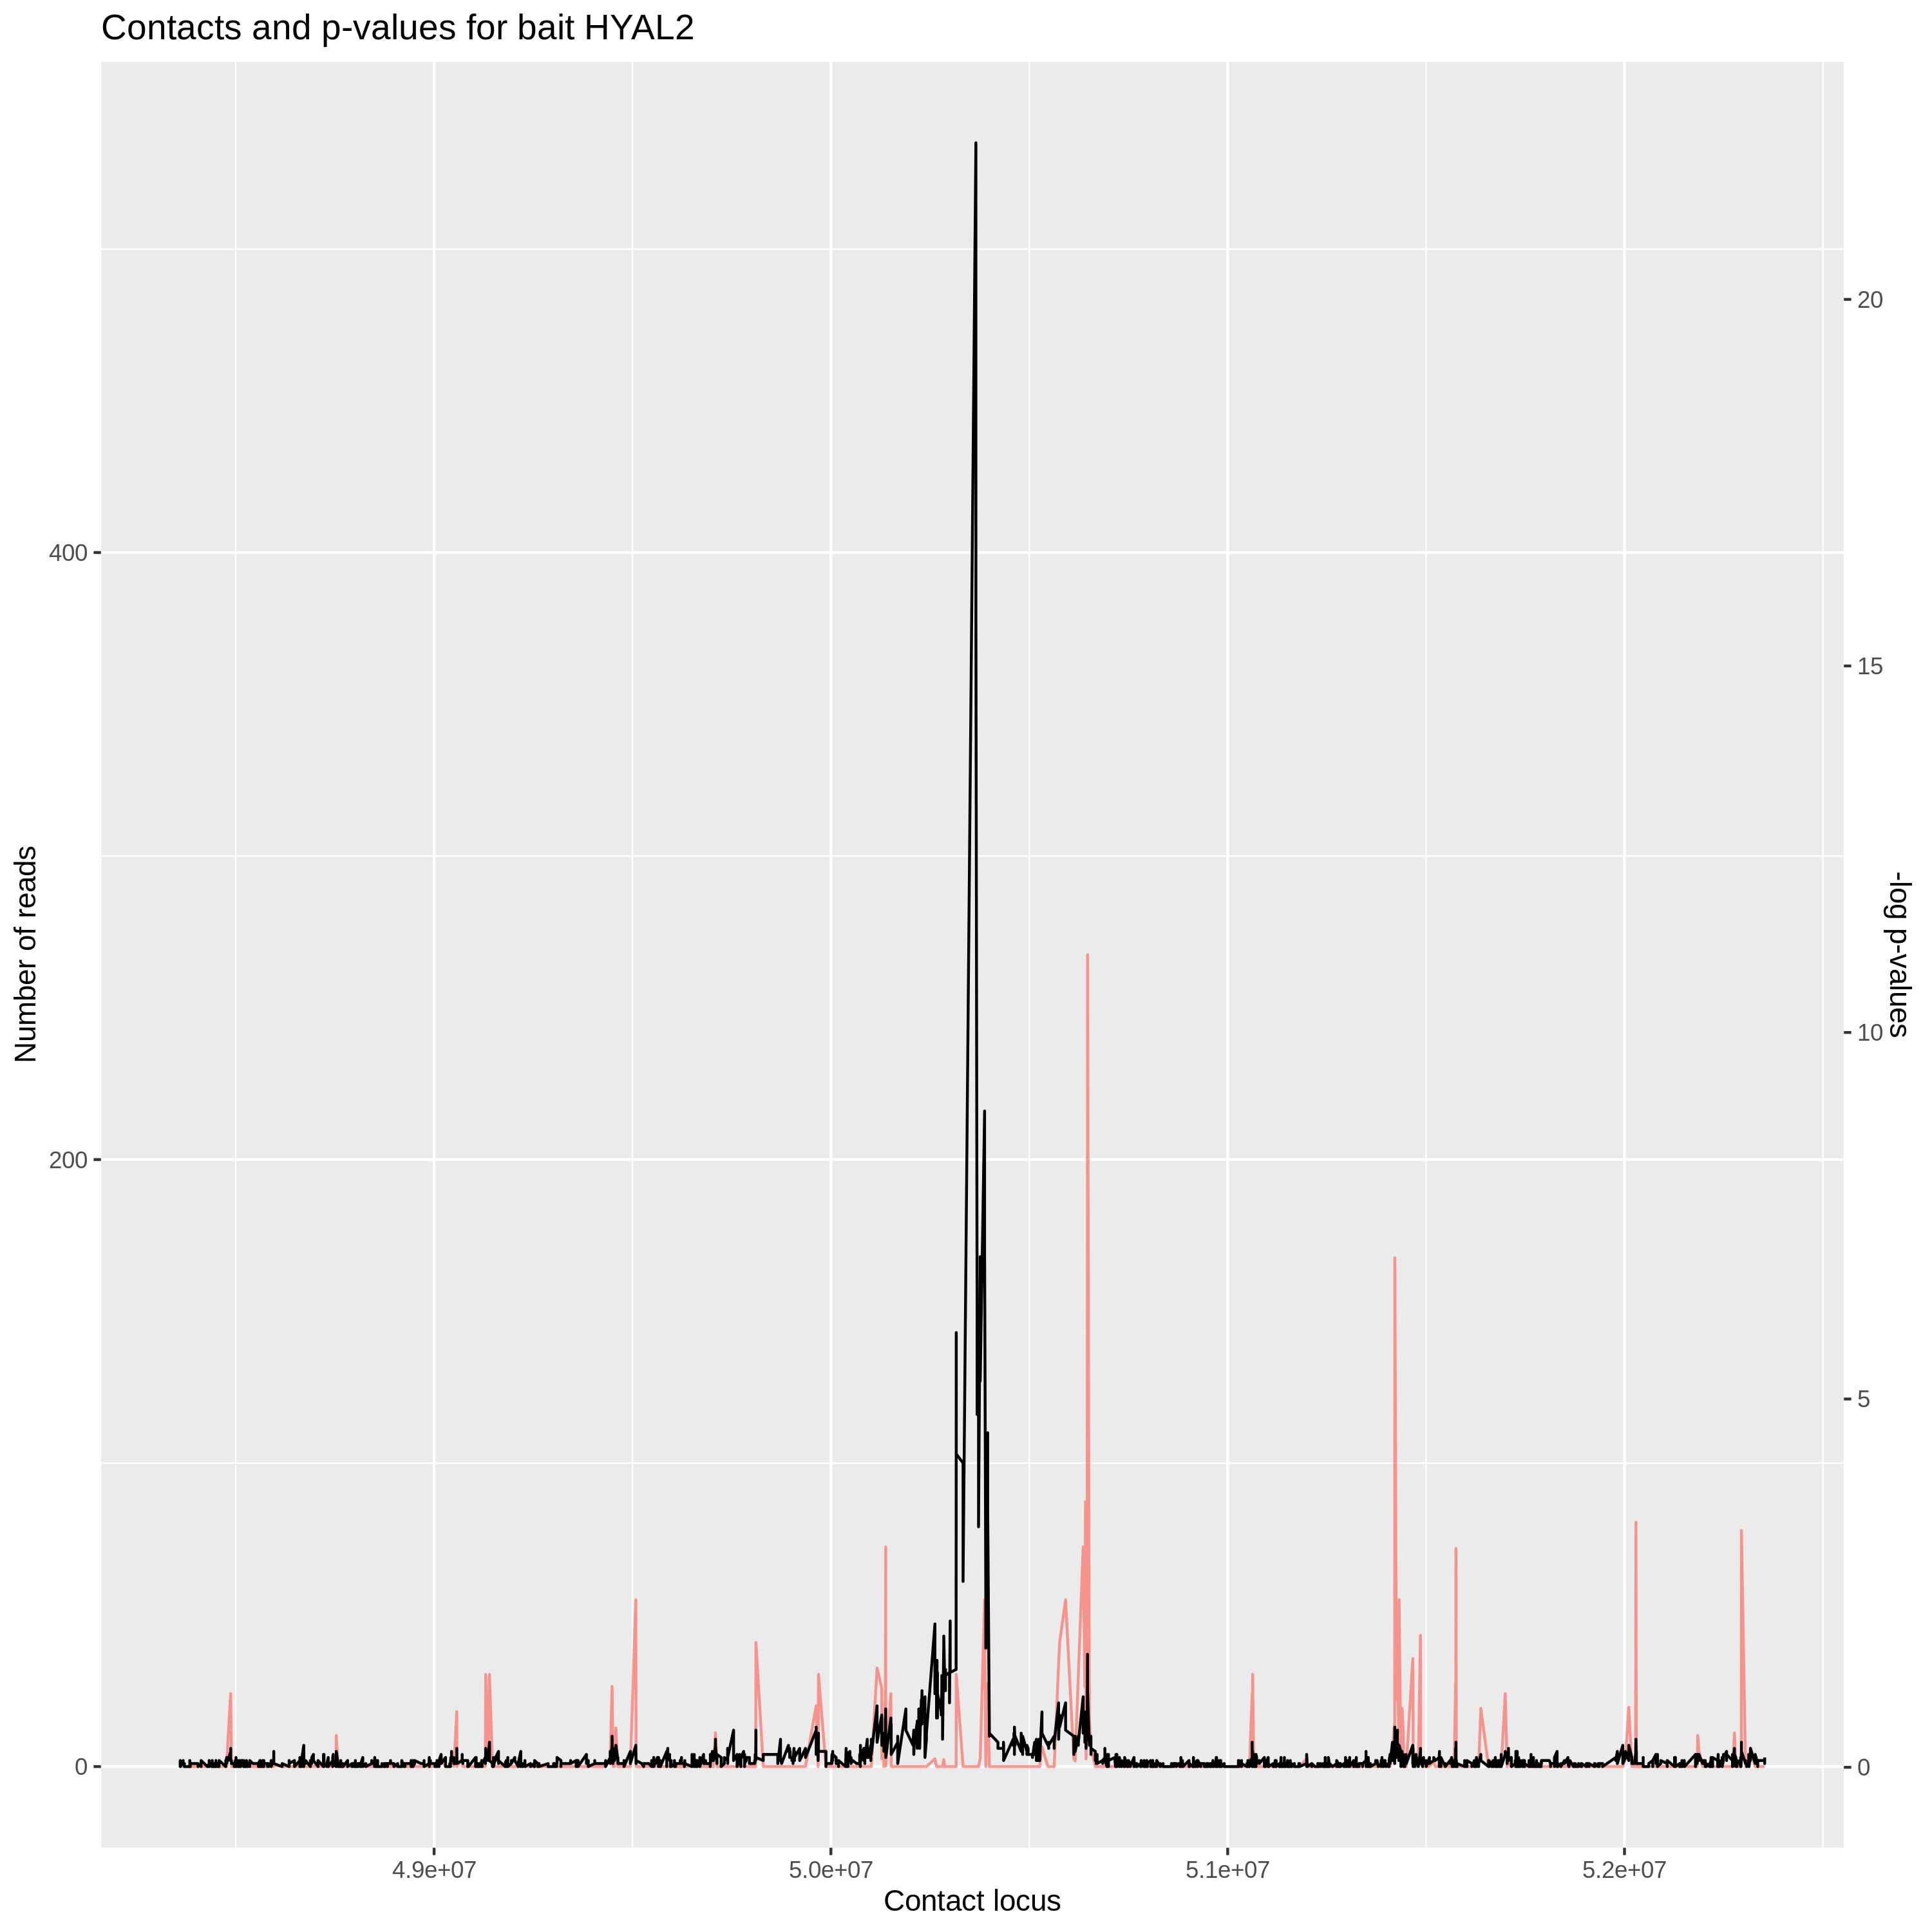 Contacts and p-values for bait HYAL2
Number of reads
400
200
0
20
15
10
5
0
-log p-values
4.9e+07 5.0e+07 5.1e+07 5.2e+07
Contact locus